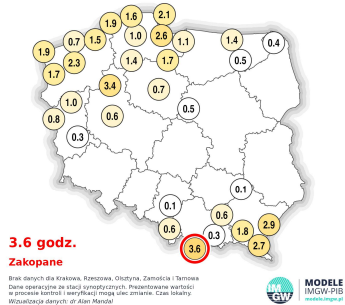 1.9 1.6 2.1
0.7 1.5 1.0 2.6 1.1 1.4 0.4
1.9
1.7 2.3 1.4 1.7 0.5
3.4 0.7
1.0 0.5
0.8 0.6
0.3
0.1
0.1
0.6
0.6 0.3 1.8 2.9
3.6 2.7
3.6 godz.
Zakopane
Brak danych dla Krakowa, Rzeszowa, Olsztyna, Zamościa i Tarnowa
Dane operacyjne ze stacji synoptycznych. Prezentowane wartości
w procesie kontroli i weryfikacji mogą ulec zmianie. Czas lokalny.
Wizualizacja danych: dr Alan Mandal
IM
GW
MODELE
IMGW-PIB
modele.imgw.pl